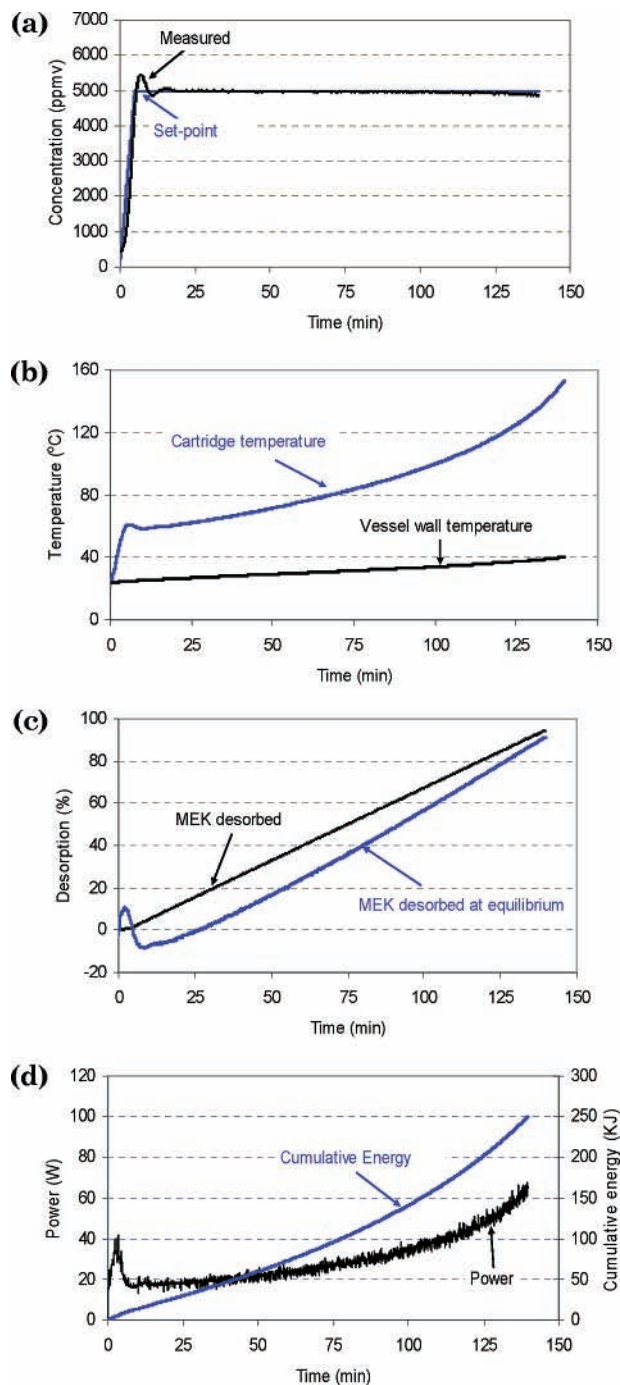 (a)
7000
6000
5000
4000
3000
2000
1000
0
Concentration (ppmv)
Measured
Set-point
0 25 50 75 100 125 150
Time (min)
(b)
160
120
80
40
0
Temperature (°C)
Cartridge temperature
Vessel wall temperature
0 25 50 75 100 125 150
Time (min)
(c)
100
80
60
40
20
0
-20
Desorption (%)
MEK desorbed
MEK desorbed at equilibrium
0 25 50 75 100 125 150
Time (min)
(d)
120
100
80
60
40
20
0
Power (W)
Cumulative Energy
Power
300
250
200
150
100
50
0
Cumulative energy (KJ)
0 25 50 75 100 125 150
Time (min)